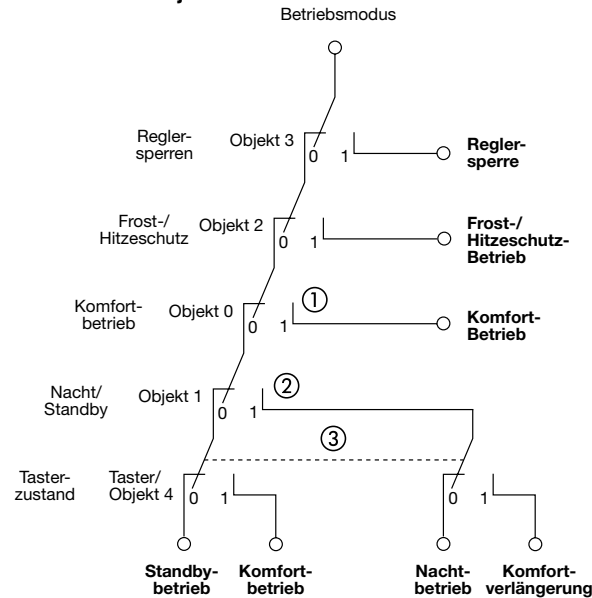 Betriebsmodus
Regler-
sperren
Objekt 3
0
1
Regler-
sperre
Frost-/
Hitzeschutz
Objekt 2
0
1
Frost-/
Hitzeschutz-
Betrieb
Komfort-
betrieb
Objekt 0
0
1
①
Komfort-
Betrieb
Nacht/
Standby
Objekt 1
0
1
②
③
Taster-
zustand
Taster/
Objekt 4
0
1
0
1
Standby-
betrieb
Komfort-
betrieb
Nacht-
betrieb
Komfort-
verlängerung